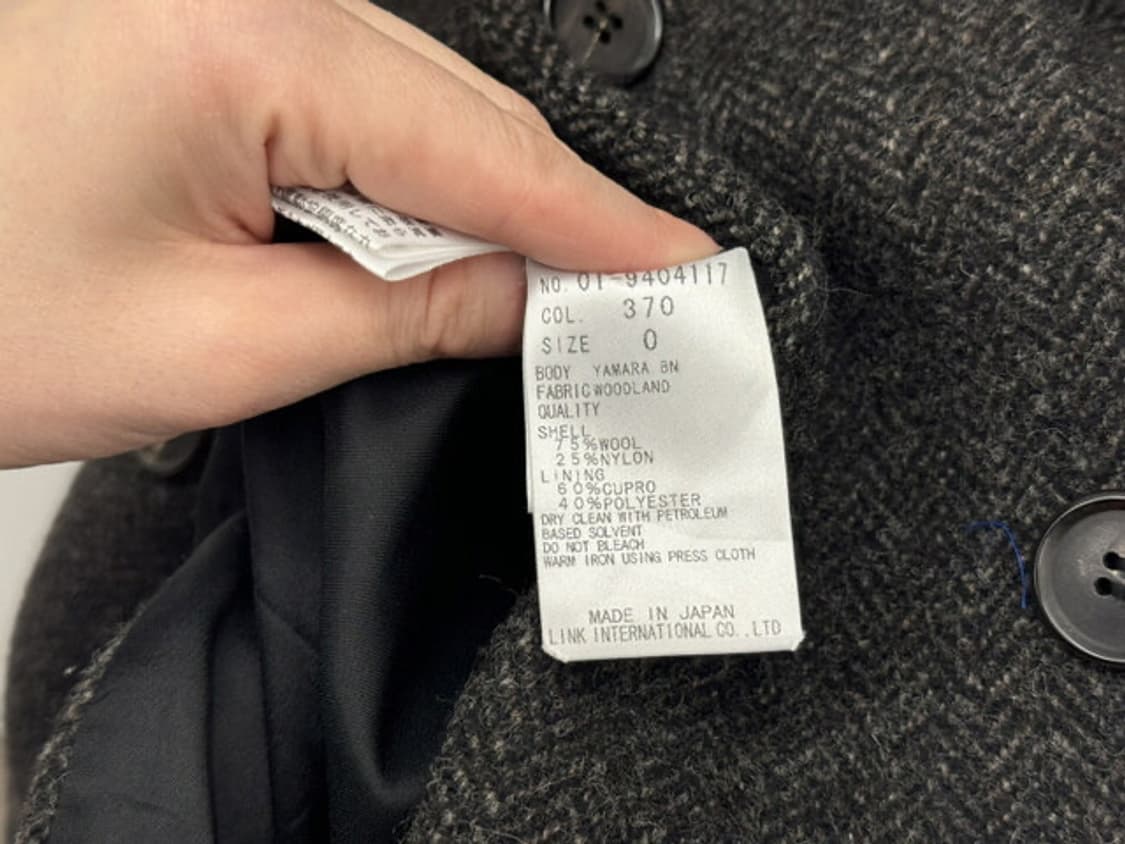 NO. 01-9404117
COL. 370
SIZE 0
BODY YAMARA BN
FABRIC WOODLAND
QUALITY
SHELL
75%WOOL
25%NYLON
LINING
60%CUPRO
40%POLYESTER
DRY CLEAN WITH PETROLEUM
BASED SOLVENT
DO NOT BLEACH
WARM IRON USING PRESS CLOTH
MADE IN JAPAN
LINK INTERNATIONAL CO.,LTD